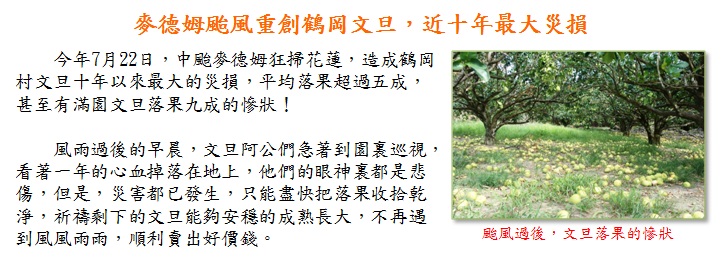 麥德姆颱風重創鶴岡文旦，近十年最大災損
今年7月22日，中颱麥德姆狂掃花蓮，造成鶴岡
村文旦十年以來最大的災損，平均落果超過五成，
甚至有滿園文旦落果九成的慘狀！
風雨過後的早晨，文旦阿公們急著到園裏巡視，
看著一年的心血掉落在地上，他們的眼神裏都是悲
傷，但是，災害都已發生，只能盡快把落果收拾乾
淨，祈禱剩下的文旦能夠安穩的成熟長大，不再遇
到風風雨雨，順利賣出好價錢。
颱風過後，文旦落果的慘狀